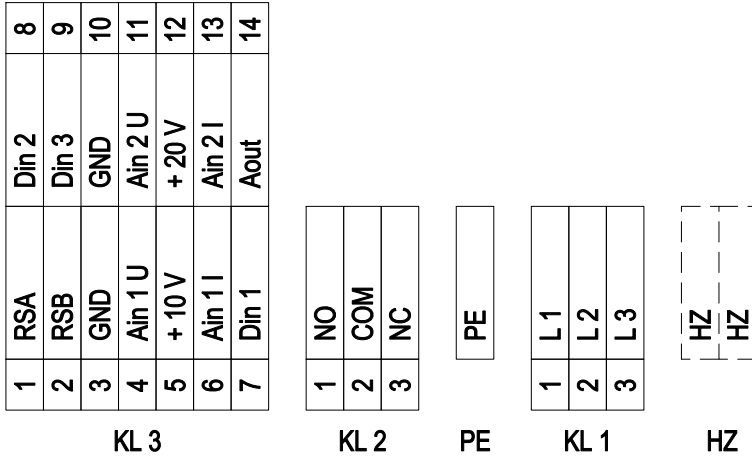 8 9 10 11 12 13 14
Din 2 Din 3 GND Ain 2 U + 20 V Ain 2 I Aout
RSA RSB GND Ain 1 U + 10 V Ain 1 I Din 1 NO COM NC PE L 1 L 2 L 3 HZ HZ
1 2 3 4 5 6 7 1 2 3 1 2 3
KL 3 KL 2 PE KL 1 HZ